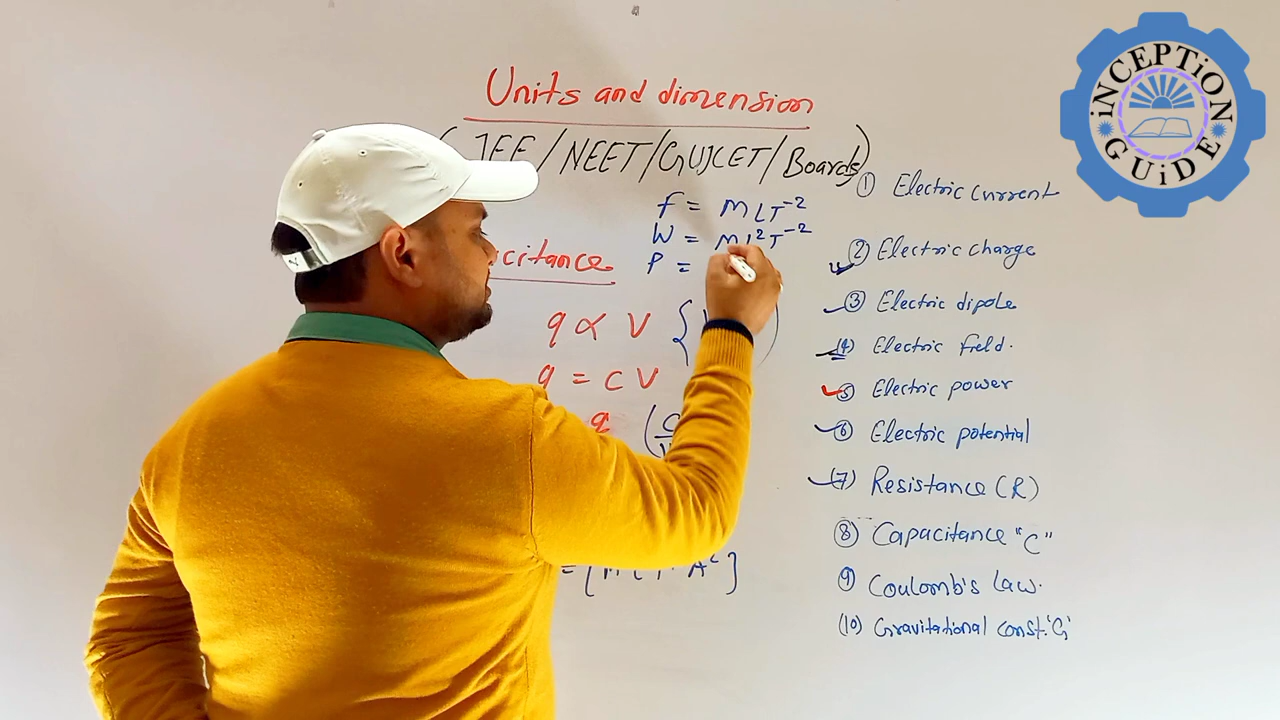 Units and dimension
(JEE/NEET/GUJCET/Boards)
f = MLT⁻²
W = ML²T⁻²
P =
citance
q ∝ V {
q = CV
q
= [M L T A² ]
① Electric current
② Electric charge
③ Electric dipole
(4) Electric field.
⑤ Electric power
⑥ Electric potential
(7) Resistance (R)
⑧ Capacitance "C"
⑨ Coulomb's Law.
(10) Gravitational const. 'G'
iNCEPTiON
GUiDE